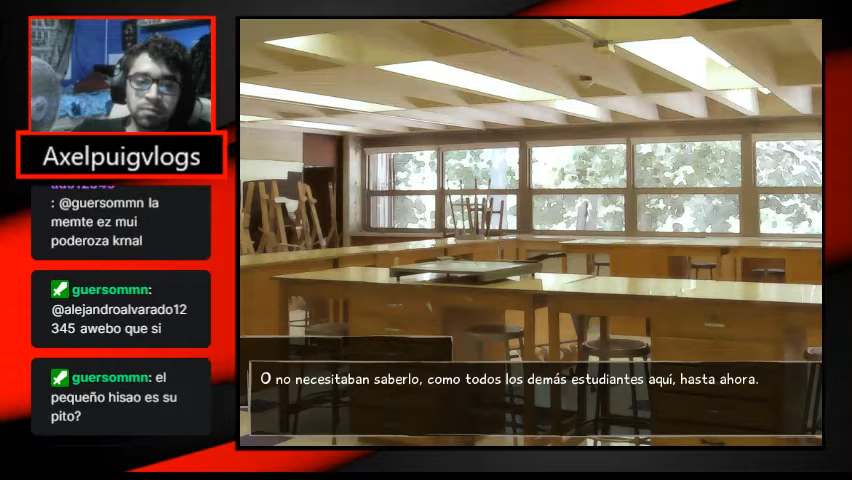 Axelpuigvlogs
: @guersommn la
memte ez mui
poderoza krnal
guersommn:
@alejandroalvarado12
345 awebo que si
guersommn: el
pequeño hisao es su
pito?
O no necesitaban saberlo, como todos los demás estudiantes aquí, hasta ahora.